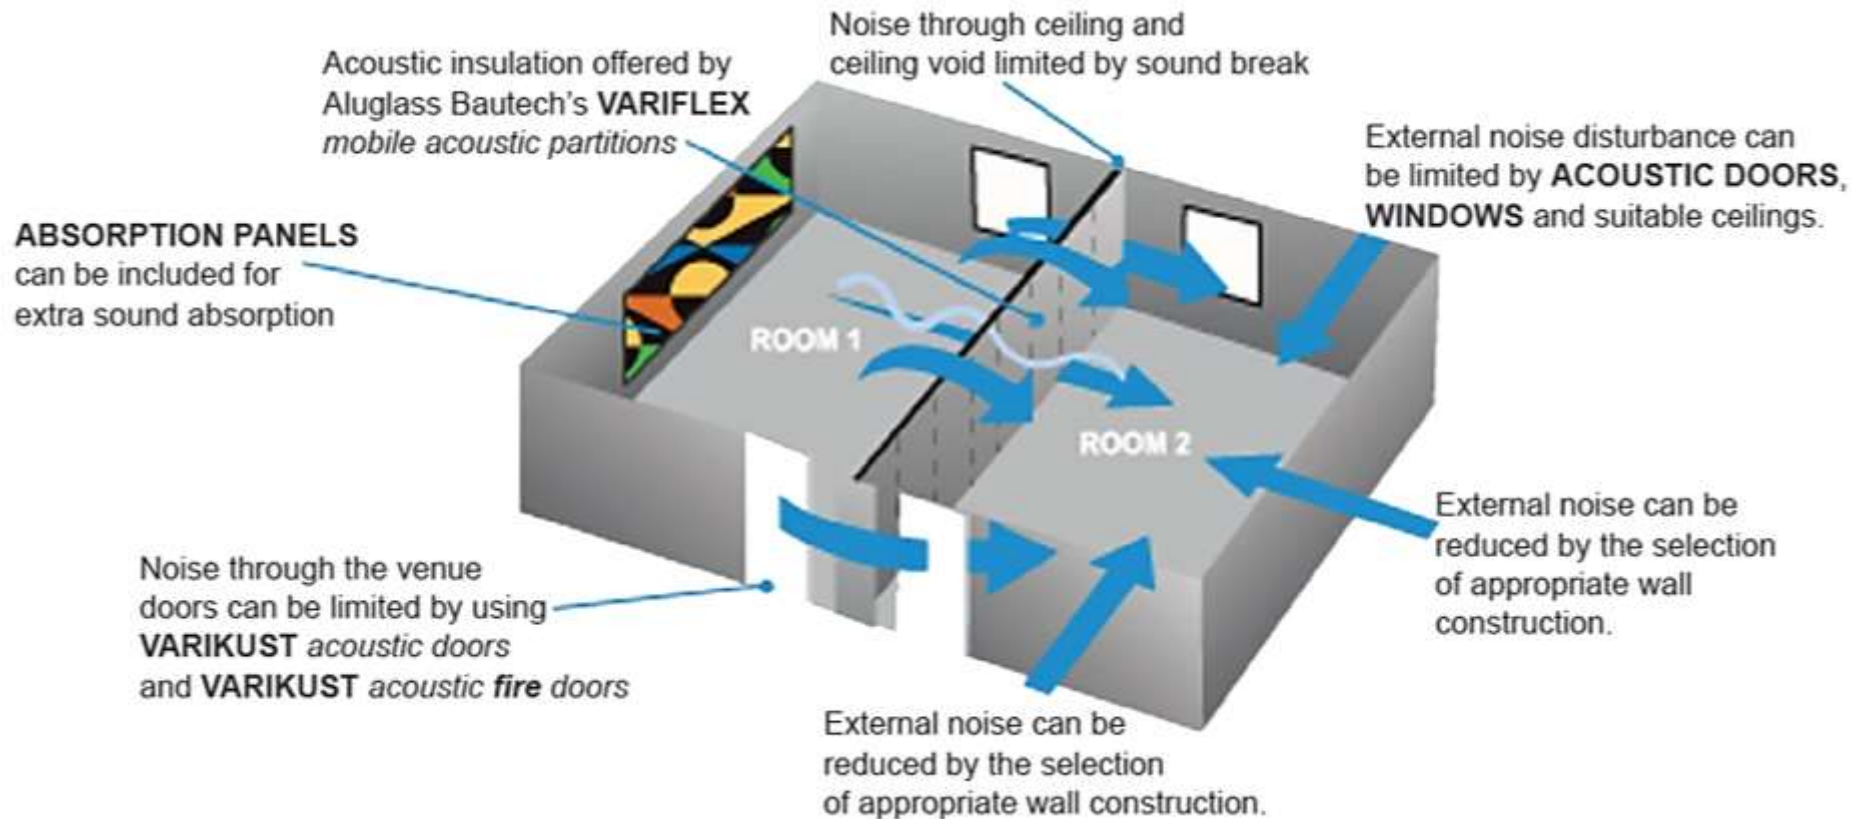 Noise through ceiling and
ceiling void limited by sound break
Acoustic insulation offered by
Aluglass Bautech's VARIFLEX
mobile acoustic partitions
External noise disturbance can
be limited by ACOUSTIC DOORS,
WINDOWS and suitable ceilings.
ABSORPTION PANELS
can be included for
extra sound absorption
ROOM 1
ROOM 2
External noise can be
reduced by the selection
of appropriate wall
construction.
Noise through the venue
doors can be limited by using
VARIKUST acoustic doors
and VARIKUST acoustic fire doors
External noise can be
reduced by the selection
of appropriate wall construction.